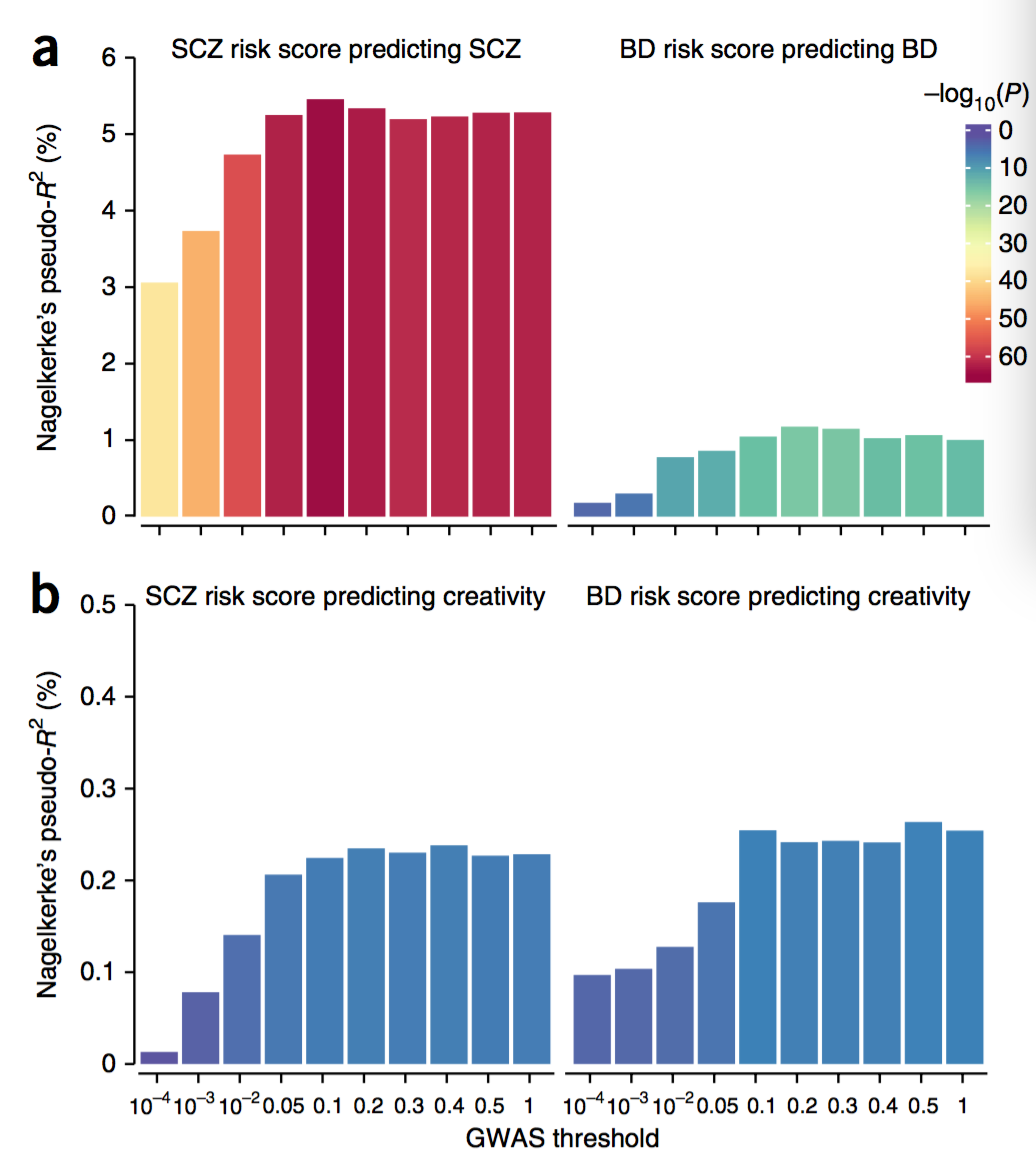 a
SCZ risk score predicting SCZ
BD risk score predicting BD
Nagelkerke's pseudo-R² (%)
6
5
4
3
2
1
0
−log₁₀(P)
0
10
20
30
40
50
60
b
SCZ risk score predicting creativity
BD risk score predicting creativity
Nagelkerke's pseudo-R² (%)
0.5
0.4
0.3
0.2
0.1
0
10⁻⁴ 10⁻³ 10⁻² 0.05 0.1 0.2 0.3 0.4 0.5 1
10⁻⁴ 10⁻³ 10⁻² 0.05 0.1 0.2 0.3 0.4 0.5 1
GWAS threshold